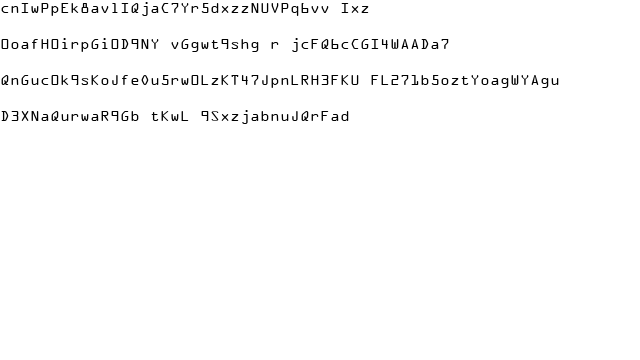 cnIwPpEk8avlIQjaC7Yr5dxzzNUVPq6vv Ixz
OoafHOirpGiOD9NY vGgwt9shg r jcFQ6cCGI4WAADa7
QnGucOk9sKoJfe0u5rwOLzKT47JpnLRH3FKU FL271b5oztYoagWYAgu
D3XNaQurwaR9Gb tKwL 9SxzjabnuJQrFad